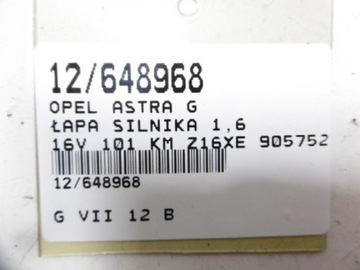 12/648968
OPEL ASTRA G
ŁAPA SILNIKA 1,6
16V 101 KM Z16XE 905752
12/648968
G VII 12 B